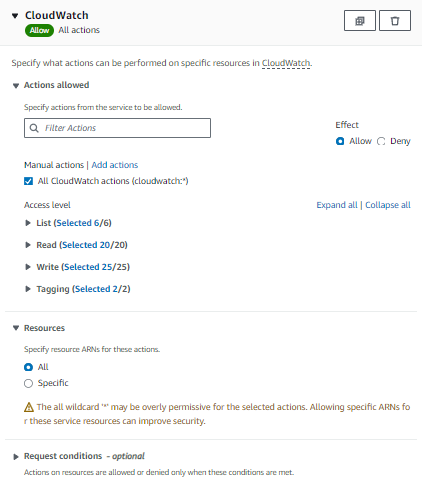 CloudWatch
Allow All actions
Specify what actions can be performed on specific resources in CloudWatch.
Actions allowed
Specify actions from the service to be allowed.
Filter Actions
Effect
Allow Deny
Manual actions | Add actions
All CloudWatch actions (cloudwatch:*)
Access level
Expand all | Collapse all
List (Selected 6/6)
Read (Selected 20/20)
Write (Selected 25/25)
Tagging (Selected 2/2)
Resources
Specify resource ARNs for these actions.
All
Specific
The all wildcard '*' may be overly permissive for the selected actions. Allowing specific ARNs fo
r these service resources can improve security.
Request conditions - optional
Actions on resources are allowed or denied only when these conditions are met.